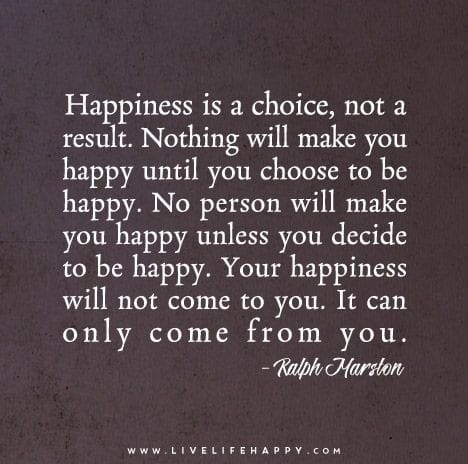 Happiness is a choice, not a
result. Nothing will make you
happy until you choose to be
happy. No person will make
you happy unless you decide
to be happy. Your happiness
will not come to you. It can
only come from you.
- Ralph Marston
WWW.LIVELIFEHAPPY.COM